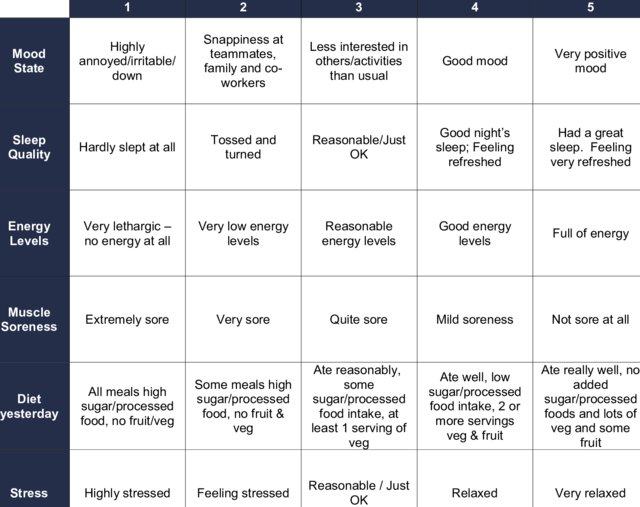 1 2 3 4 5
Mood
State
Highly
annoyed/irritable/
down
Snappiness at
teammates,
family and co-
workers
Less interested in
others/activities
than usual
Good mood
Very positive
mood
Sleep
Quality
Hardly slept at all
Tossed and
turned
Reasonable/Just
OK
Good night's
sleep; Feeling
refreshed
Had a great
sleep.  Feeling
very refreshed
Energy
Levels
Very lethargic –
no energy at all
Very low energy
levels
Reasonable
energy levels
Good energy
levels
Full of energy
Muscle
Soreness
Extremely sore
Very sore
Quite sore
Mild soreness
Not sore at all
Diet
yesterday
All meals high
sugar/processed
food, no fruit/veg
Some meals high
sugar/processed
food, no fruit &
veg
Ate reasonably,
some
sugar/processed
food intake, at
least 1 serving of
veg
Ate well, low
sugar/processed
food intake, 2 or
more servings
veg & fruit
Ate really well, no
added
sugar/processed
foods and lots of
veg and some
fruit
Stress
Highly stressed
Feeling stressed
Reasonable / Just
OK
Relaxed
Very relaxed